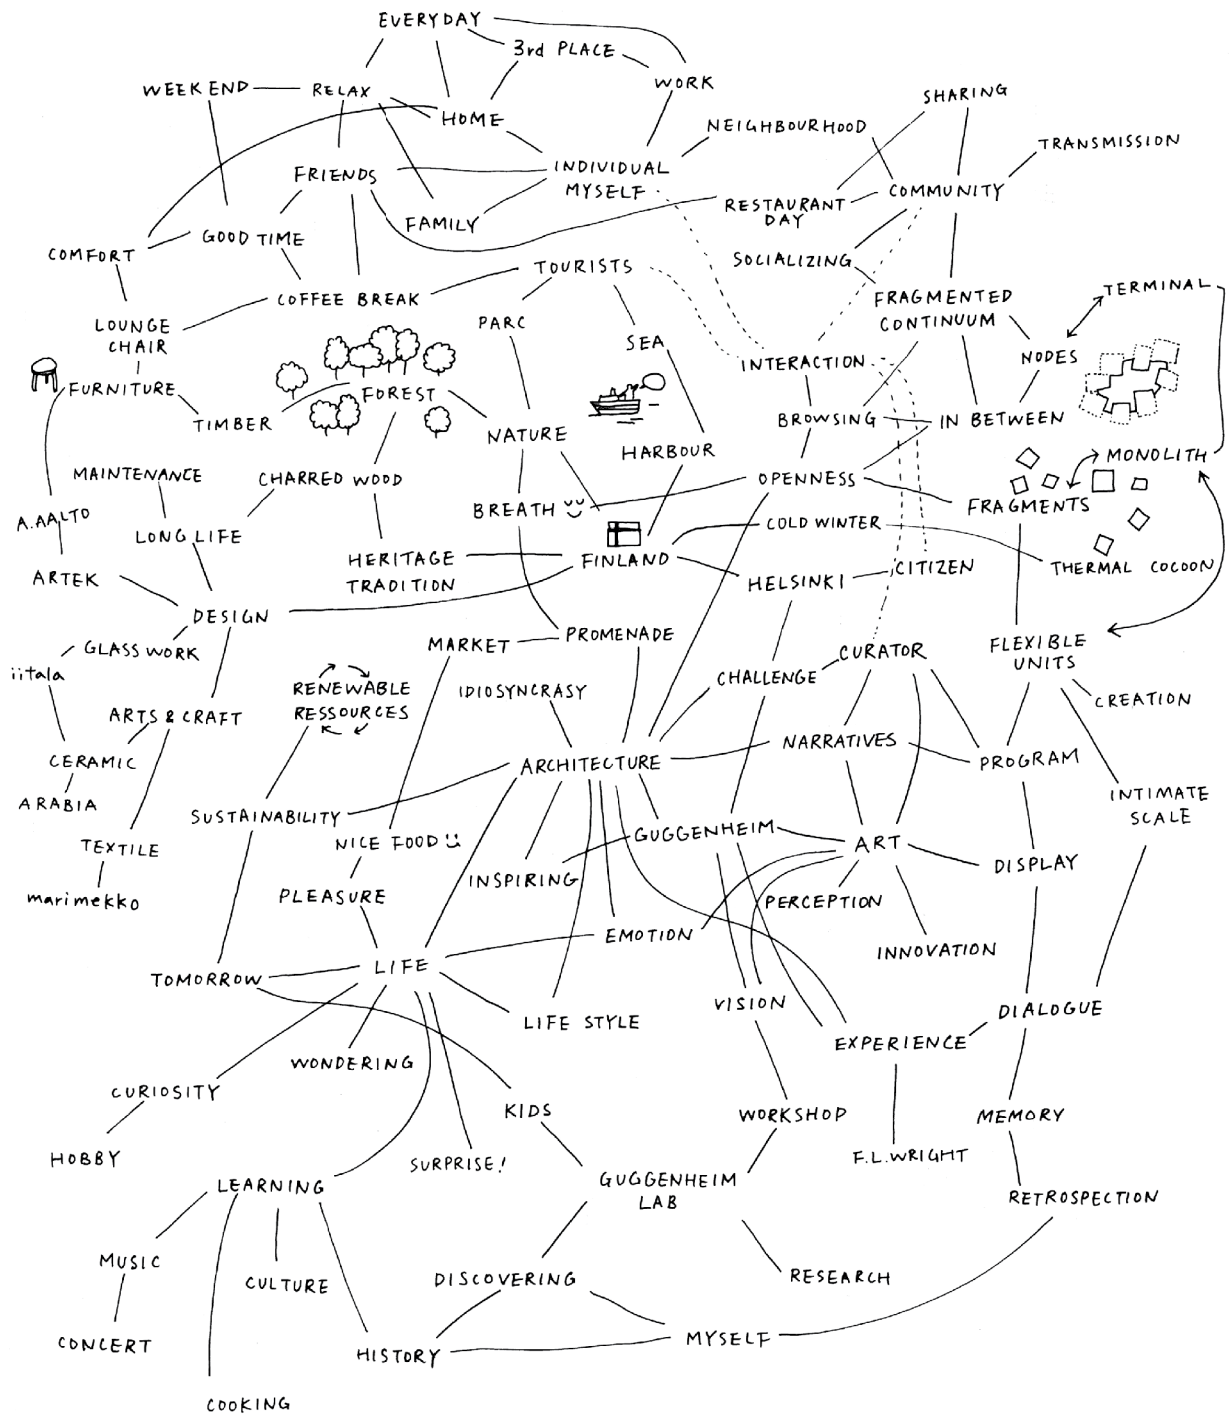 EVERYDAY
3rd PLACE
WORK
WEEK END
RELAX
HOME
SHARING
NEIGHBOURHOOD
TRANSMISSION
FRIENDS
INDIVIDUAL
MYSELF
COMMUNITY
RESTAURANT
DAY
FAMILY
GOOD TIME
COMFORT
SOCIALIZING
TOURISTS
COFFEE BREAK
FRAGMENTED
CONTINUUM
TERMINAL
LOUNGE
CHAIR
PARC
SEA
NODES
INTERACTION
FURNITURE
FOREST
TIMBER
BROWSING
IN BETWEEN
NATURE
HARBOUR
MONOLITH
MAINTENANCE
CHARRED WOOD
OPENNESS
FRAGMENTS
BREATH
A.AALTO
LONG LIFE
COLD WINTER
HERITAGE
TRADITION
FINLAND
THERMAL COCOON
CITIZEN
HELSINKI
ARTEK
DESIGN
PROMENADE
MARKET
FLEXIBLE
UNITS
GLASS WORK
CURATOR
iitala
CHALLENGE
RENEWABLE
RESSOURCES
IDIOSYNCRASY
CREATION
ARTS & CRAFT
NARRATIVES
PROGRAM
CERAMIC
ARCHITECTURE
INTIMATE
SCALE
ARABIA
SUSTAINABILITY
GUGGENHEIM
NICE FOOD
ART
TEXTILE
DISPLAY
INSPIRING
PLEASURE
marimekko
PERCEPTION
EMOTION
INNOVATION
LIFE
TOMORROW
VISION
DIALOGUE
LIFE STYLE
EXPERIENCE
WONDERING
CURIOSITY
KIDS
WORKSHOP
MEMORY
HOBBY
SURPRISE!
F.L.WRIGHT
LEARNING
GUGGENHEIM
LAB
RETROSPECTION
MUSIC
CULTURE
DISCOVERING
RESEARCH
CONCERT
HISTORY
MYSELF
COOKING